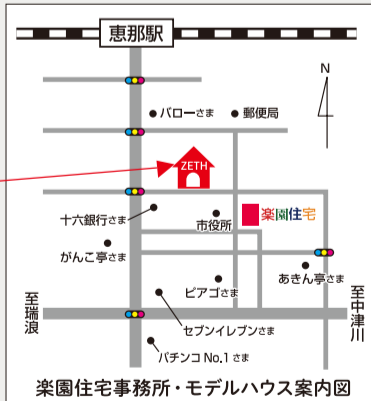 恵那駅
N
バローさま
郵便局
ZETH
十六銀行さま
市役所
楽園住宅
がんこ亭さま
あきん亭さま
ピアゴさま
至瑞浪
至中津川
セブンイレブンさま
パチンコ No.1 さま
楽園住宅事務所・モデルハウス案内図